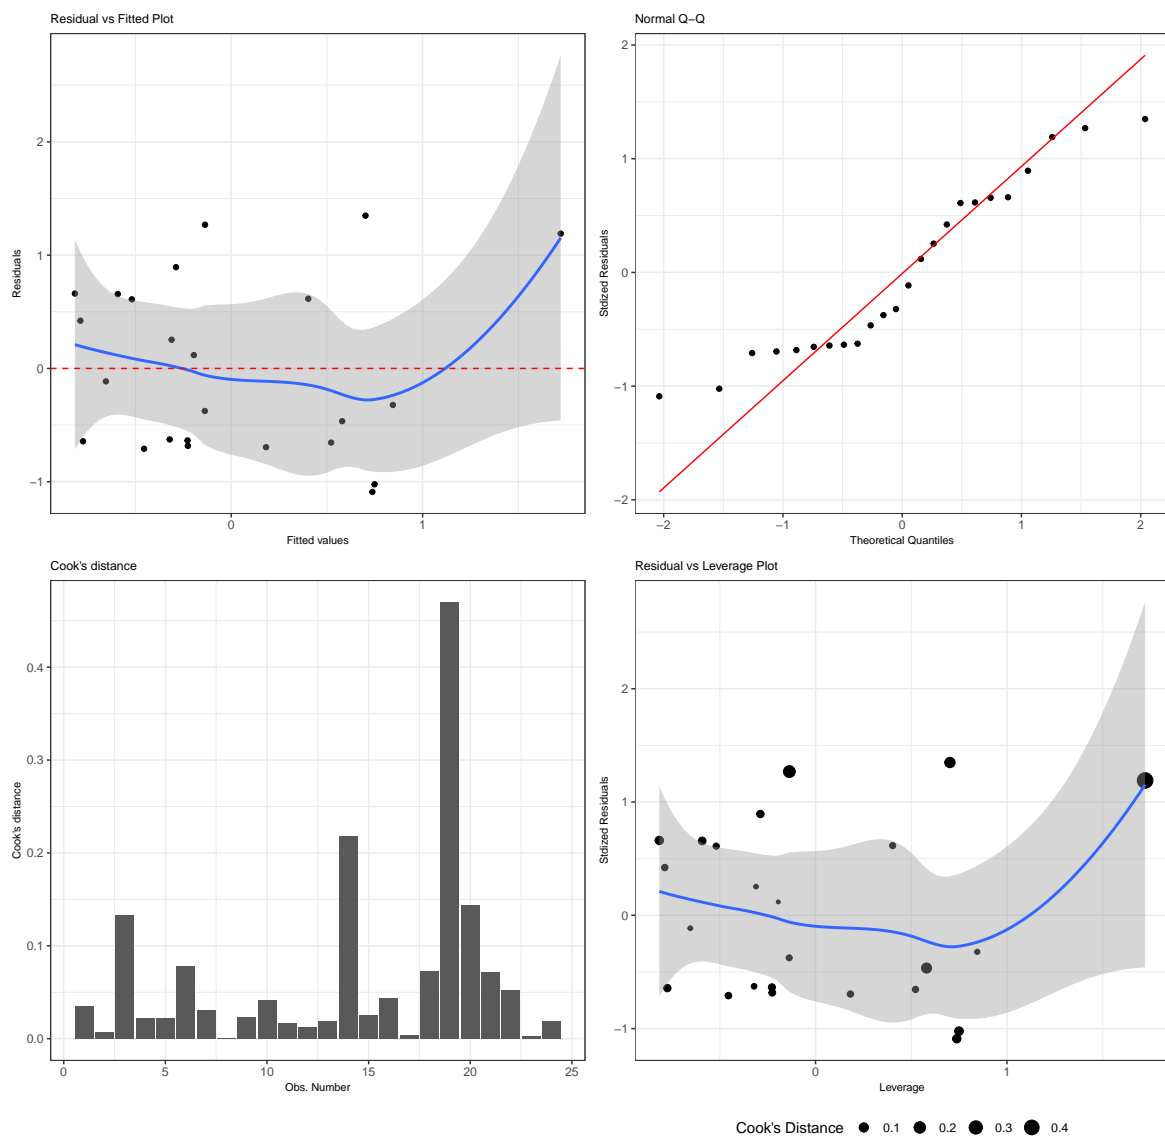 Residual vs Fitted Plot
2
1
0
−1
0
1
Residuals
Fitted values
Normal Q−Q
2
1
0
−1
−2
−2
−1
0
1
2
Stdized Residuals
Theoretical Quantiles
Cook's distance
0.4
0.3
0.2
0.1
0.0
0
5
10
15
20
25
Cook's distance
Obs. Number
Residual vs Leverage Plot
2
1
0
−1
0
1
Stdized Residuals
Leverage
Cook's Distance 0.1 0.2 0.3 0.4